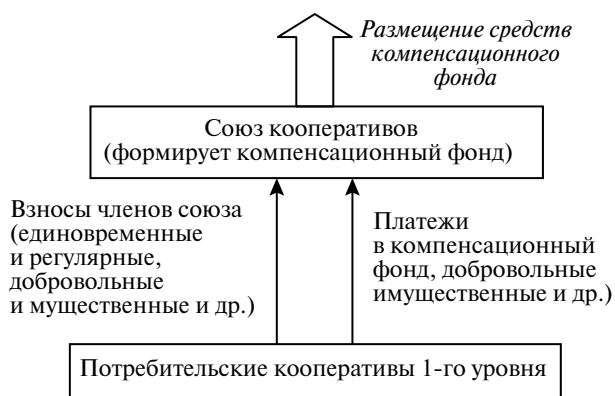 Размещение средств
компенсационного
фонда
Союз кооперативов
(формирует компенсационный фонд)
Взносы членов союза
(единовременные
и регулярные,
добровольные
и мущественные и др.)
Платежи
в компенсационный
фонд, добровольные
имущественные и др.)
Потребительские кооперативы 1-го уровня